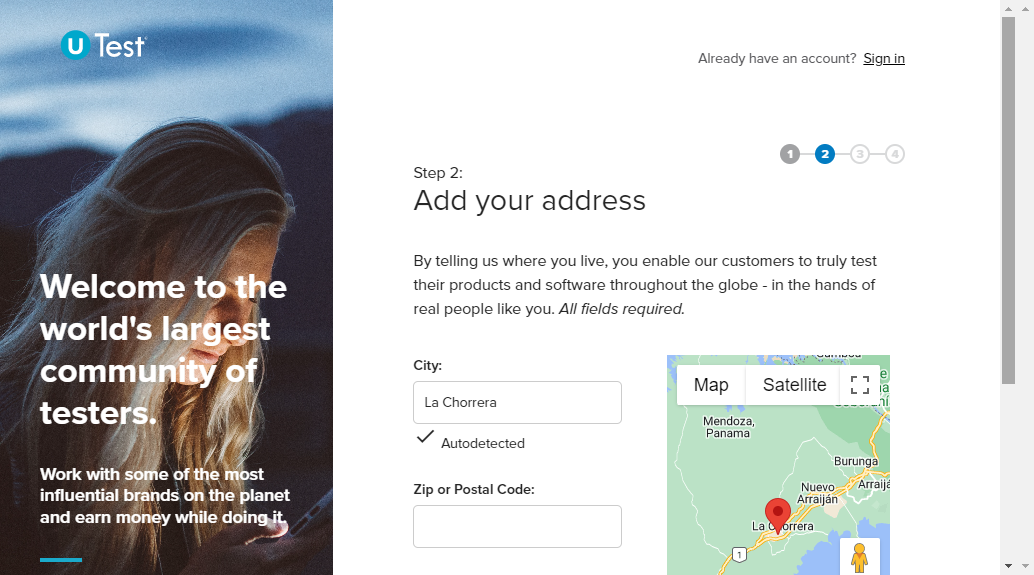 U Test
Welcome to the
world's largest
community of
testers.
Work with some of the most
influential brands on the planet
and earn money while doing it.
Already have an account? Sign in
1 2 3 4
Step 2:
Add your address
By telling us where you live, you enable our customers to truly test
their products and software throughout the globe - in the hands of
real people like you. All fields required.
City:
La Chorrera
Autodetected
Zip or Postal Code:
Map Satellite
Mendoza,
Panama
Burunga
Nuevo
Arraiján
La Chorrera
1